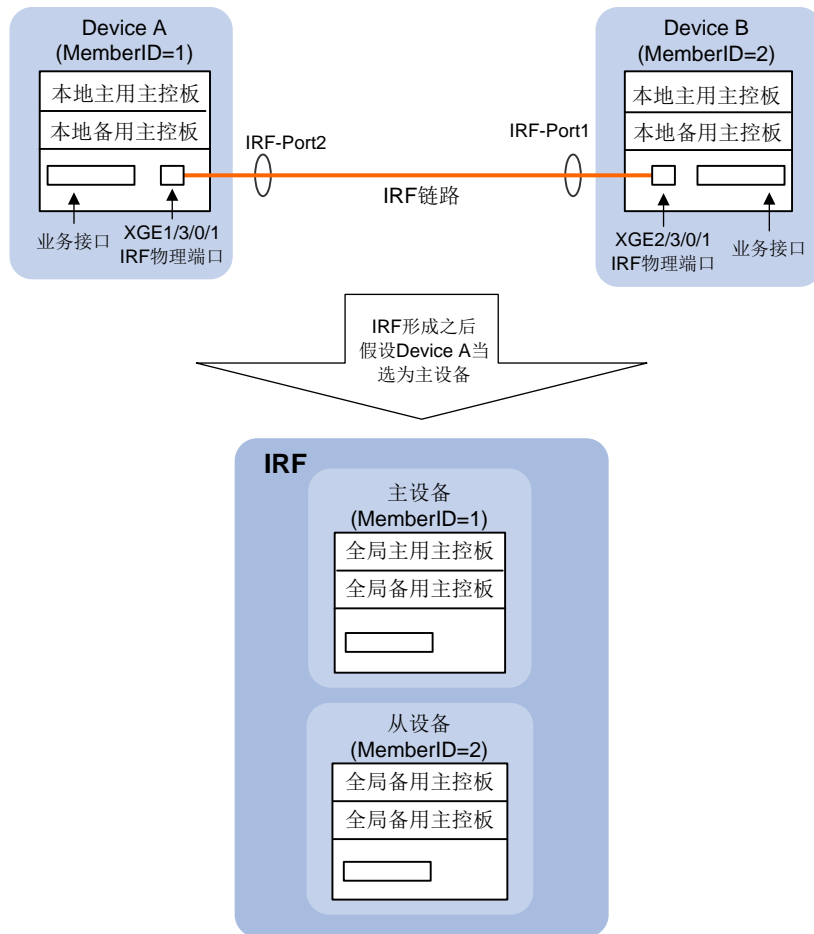 Device A
(MemberID=1)
本地主用主控板
本地备用主控板
业务接口
XGE1/3/0/1
IRF物理端口
IRF-Port2
IRF链路
IRF-Port1
Device B
(MemberID=2)
本地主用主控板
本地备用主控板
XGE2/3/0/1
IRF物理端口
业务接口
IRF形成之后
假设Device A当
选为主设备
IRF
主设备
(MemberID=1)
全局主用主控板
全局备用主控板
从设备
(MemberID=2)
全局备用主控板
全局备用主控板